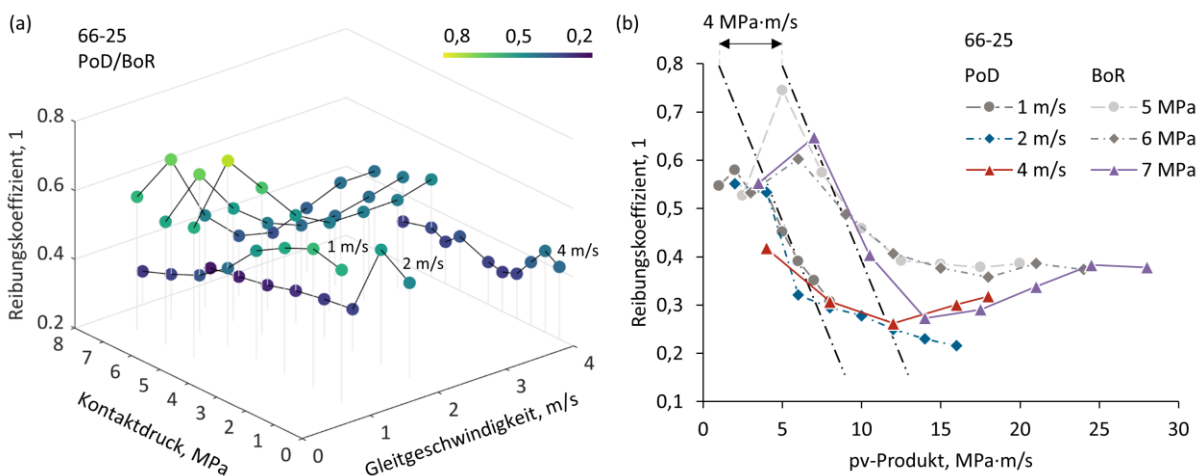 (a)
66-25
PoD/BoR
0,8 0,5 0,2
Reibungskoeffizient, 1
0.8
0.6
0.4
0.2
1 m/s
2 m/s
4 m/s
8 7 6 5 4 3 2 1 0
Kontaktdruck, MPa
0 1 2 3 4
Gleitgeschwindigkeit, m/s
(b)
4 MPa·m/s
66-25
PoD BoR
1 m/s 5 MPa
2 m/s 6 MPa
4 m/s 7 MPa
Reibungskoeffizient, 1
0,8
0,7
0,6
0,5
0,4
0,3
0,2
0,1
0 5 10 15 20 25 30
pv-Produkt, MPa·m/s